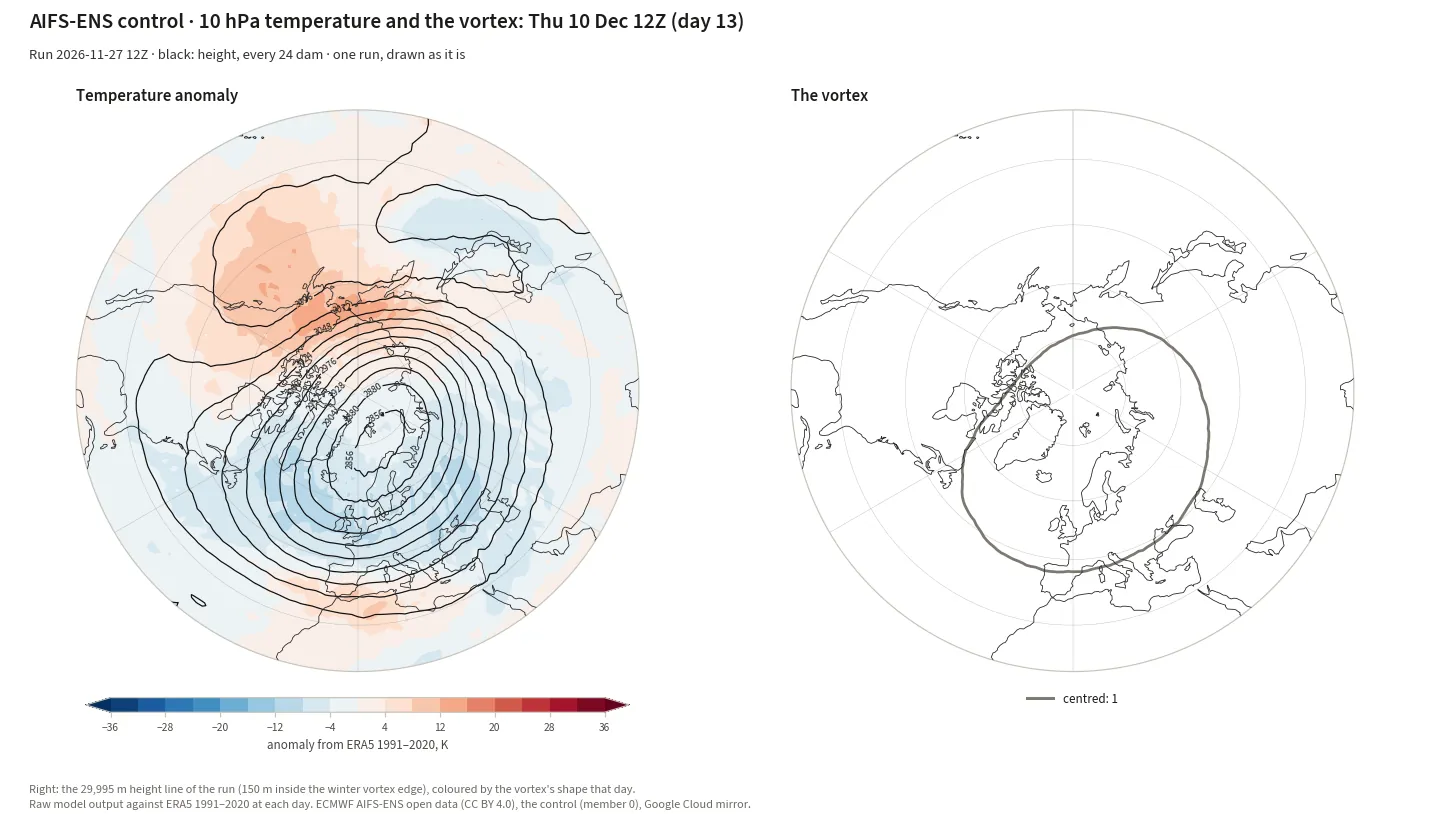 AIFS-ENS control · 10 hPa temperature and the vortex: Thu 10 Dec 12Z (day 13)
Run 2026-11-27 12Z · black: height, every 24 dam · one run, drawn as it is
Temperature anomaly
The vortex
3048
2976
2928
2880
2904
2856
2856
centred: 1
−36 −28 −20 −12 −4 4 12 20 28 36
anomaly from ERA5 1991–2020, K
Right: the 29,995 m height line of the run (150 m inside the winter vortex edge), coloured by the vortex's shape that day.
Raw model output against ERA5 1991–2020 at each day. ECMWF AIFS-ENS open data (CC BY 4.0), the control (member 0), Google Cloud mirror.